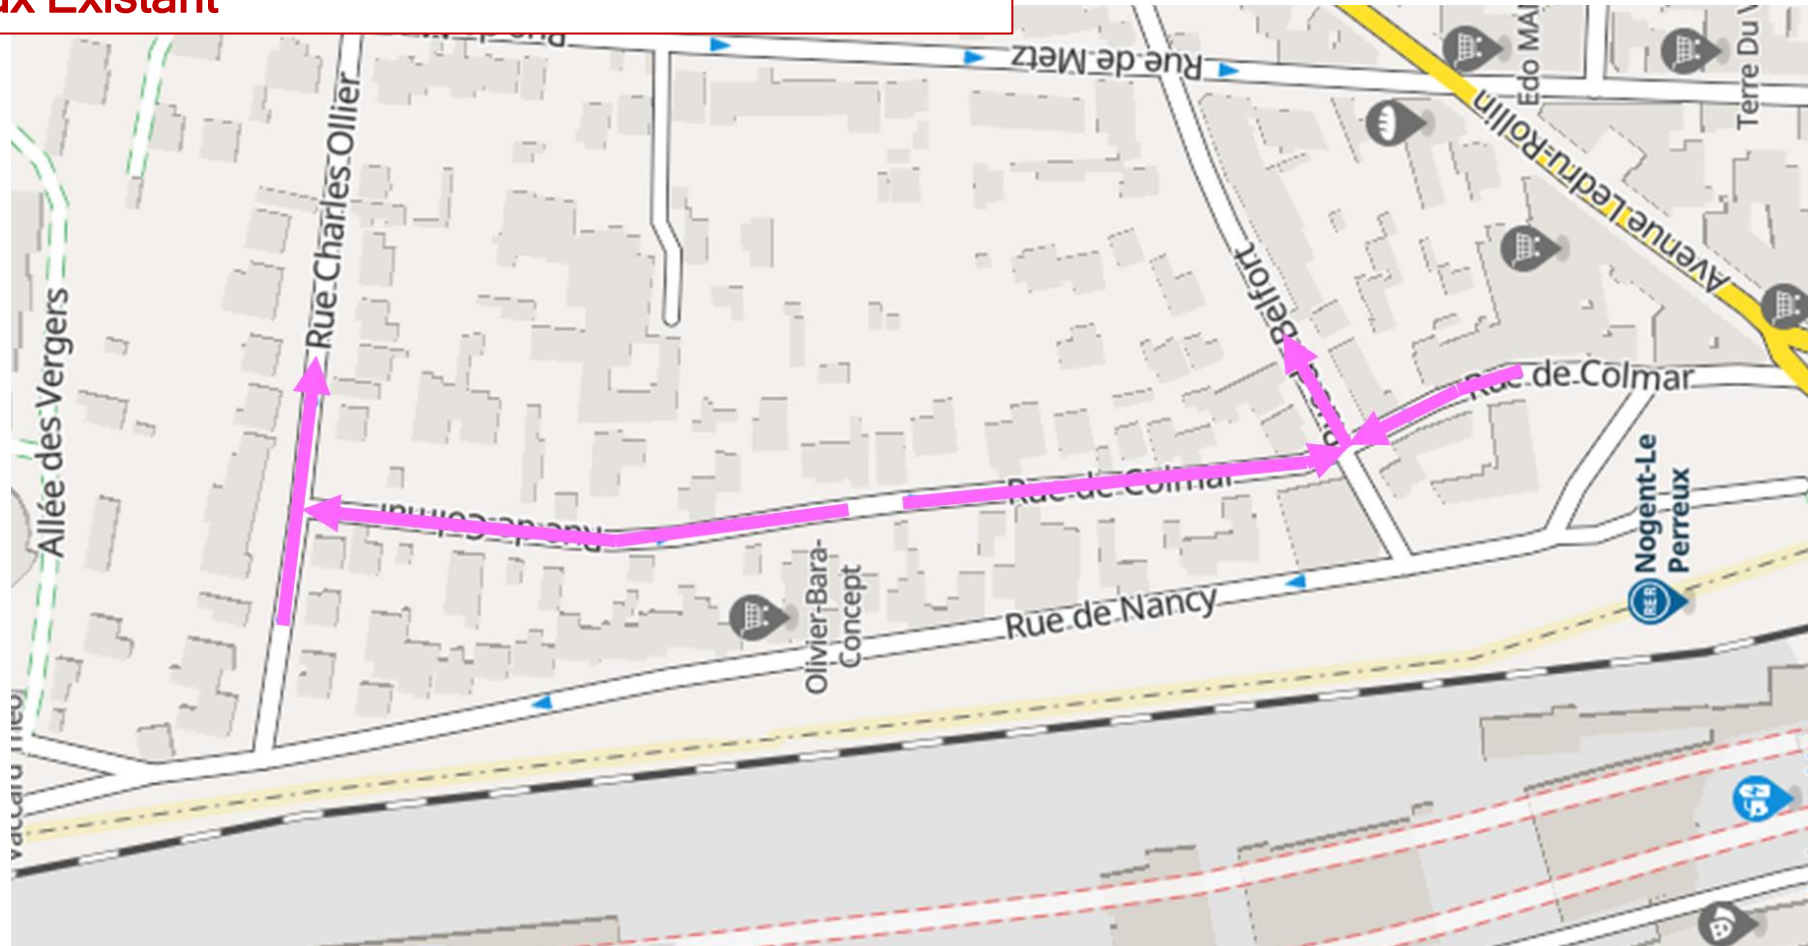 ux Existant
Rue de Metz
Rue Charles Ollier
Allée des Vergers
Belfort
Edo MA
Terre Du V
Avenue Ledru-Rollin
Rue de Colmar
Rue de Colmar
Rue de Colmar
Nogent-Le
Perreux
RER
Olivier-Bara-
Concept
Rue de Nancy